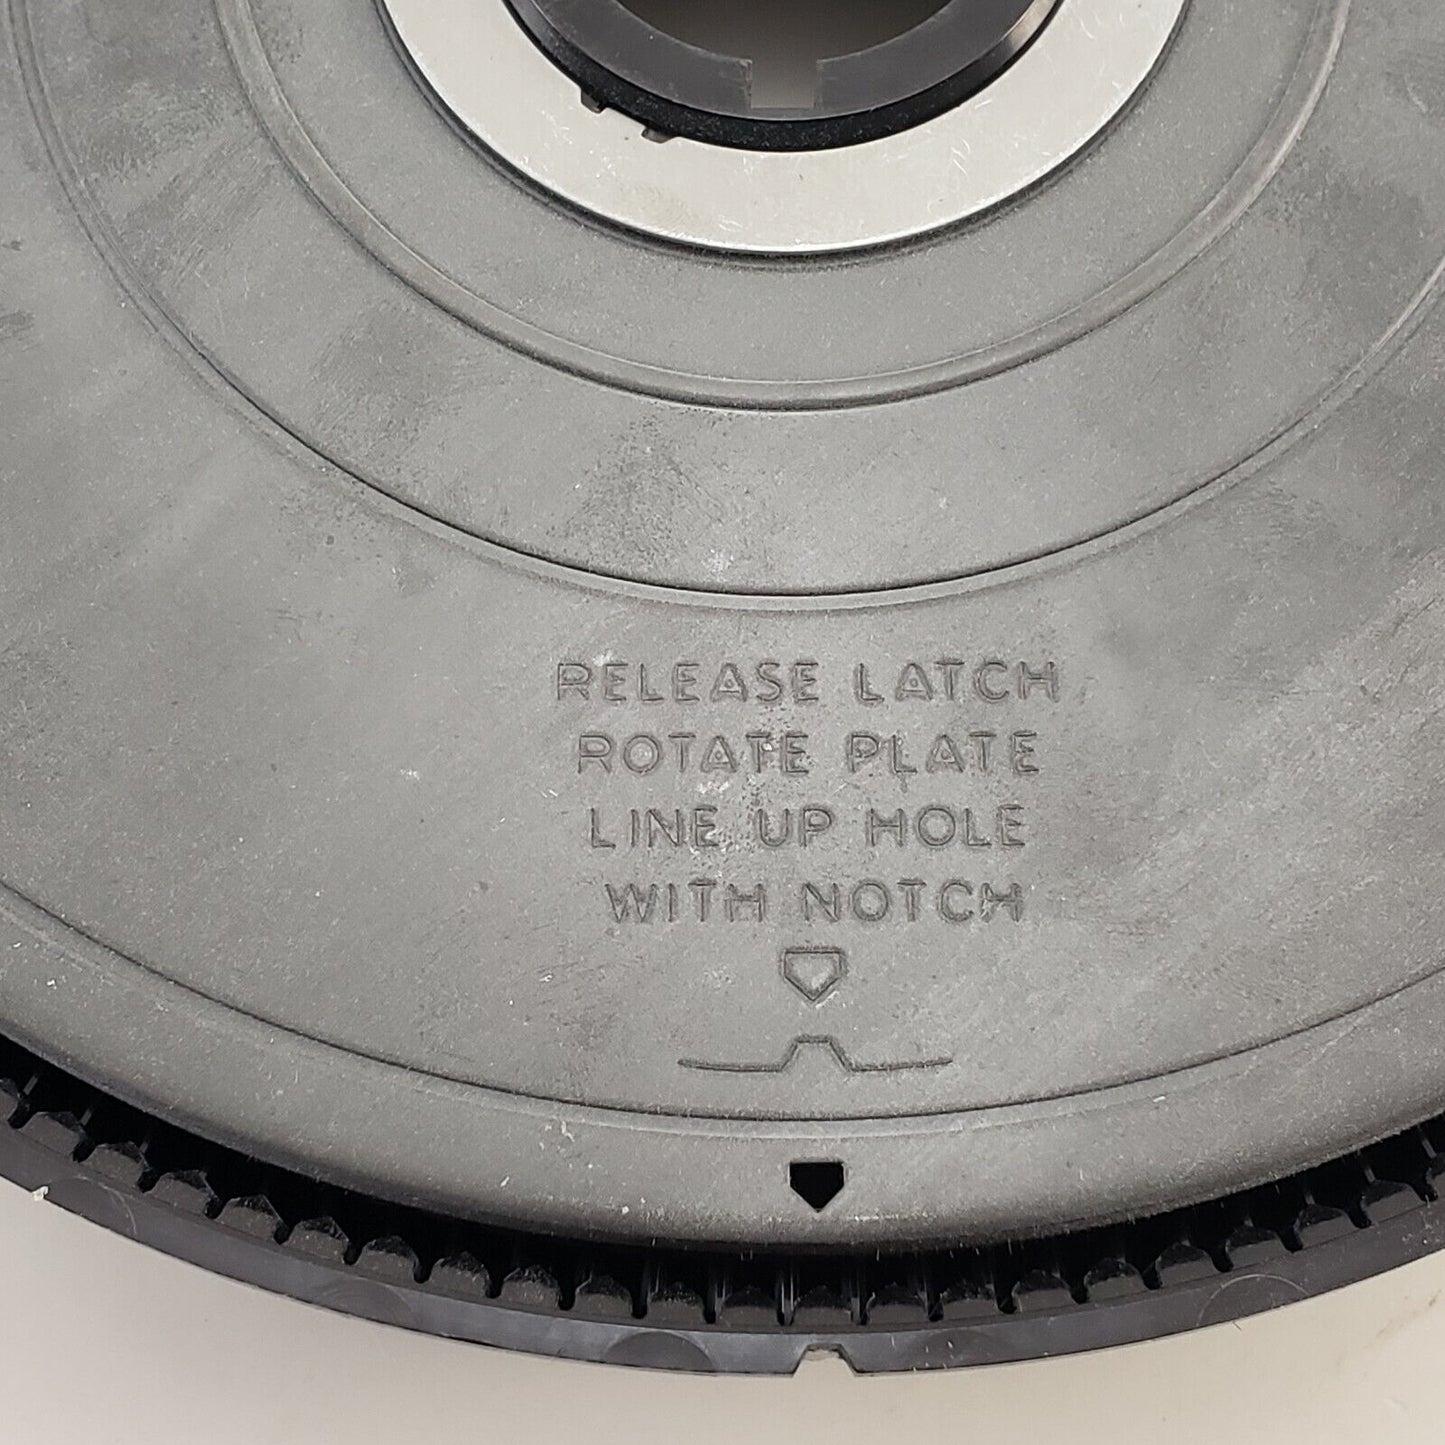 RELEASE LATCH
ROTATE PLATE
LINE UP HOLE
WITH NOTCH